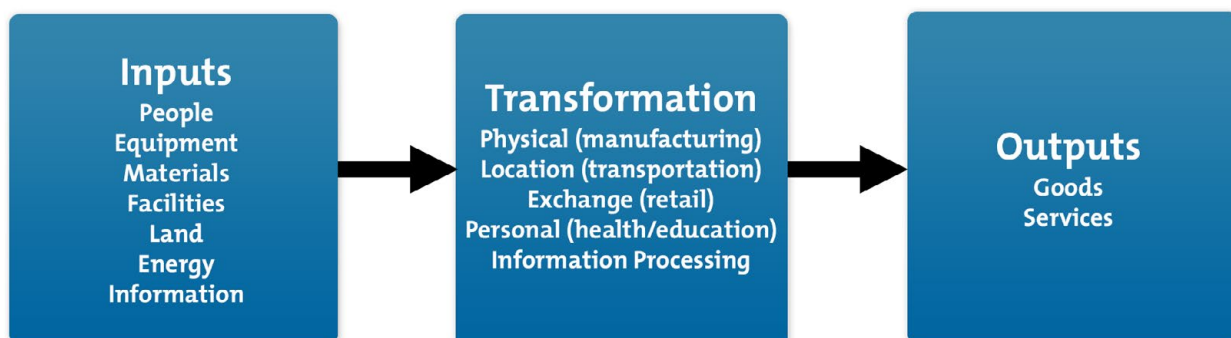 Inputs
People
Equipment
Materials
Facilities
Land
Energy
Information
Transformation
Physical (manufacturing)
Location (transportation)
Exchange (retail)
Personal (health/education)
Information Processing
Outputs
Goods
Services